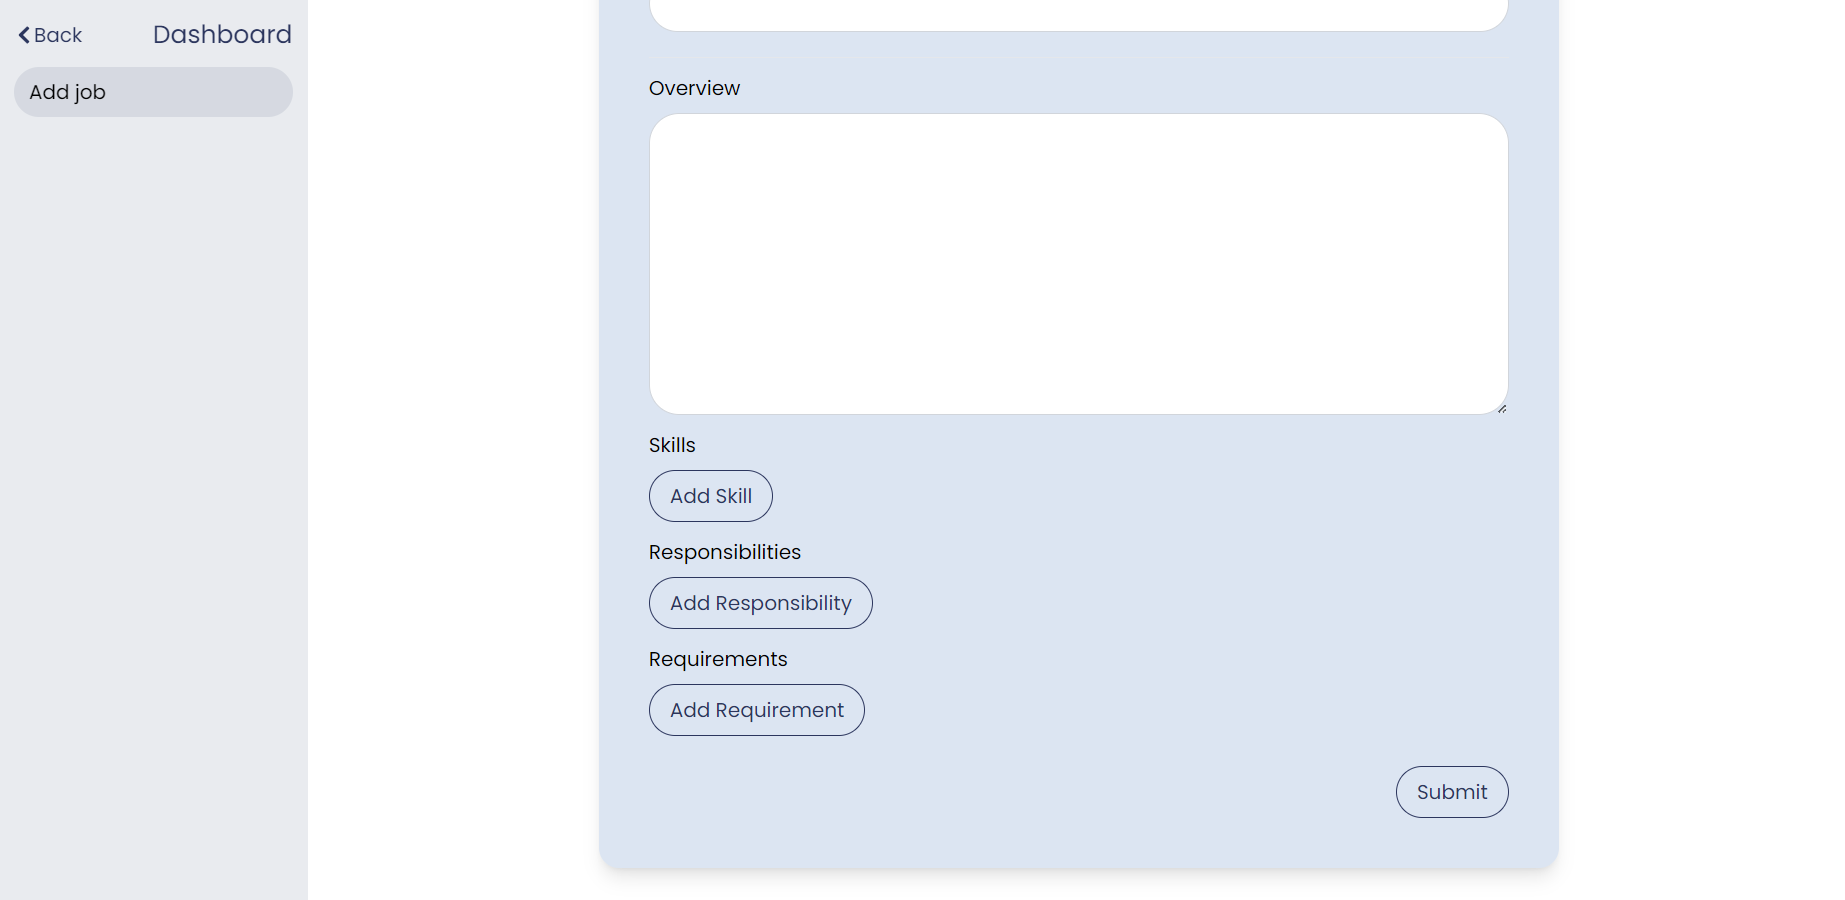 Back
Dashboard
Add job
Overview
Skills
Add Skill
Responsibilities
Add Responsibility
Requirements
Add Requirement
Submit